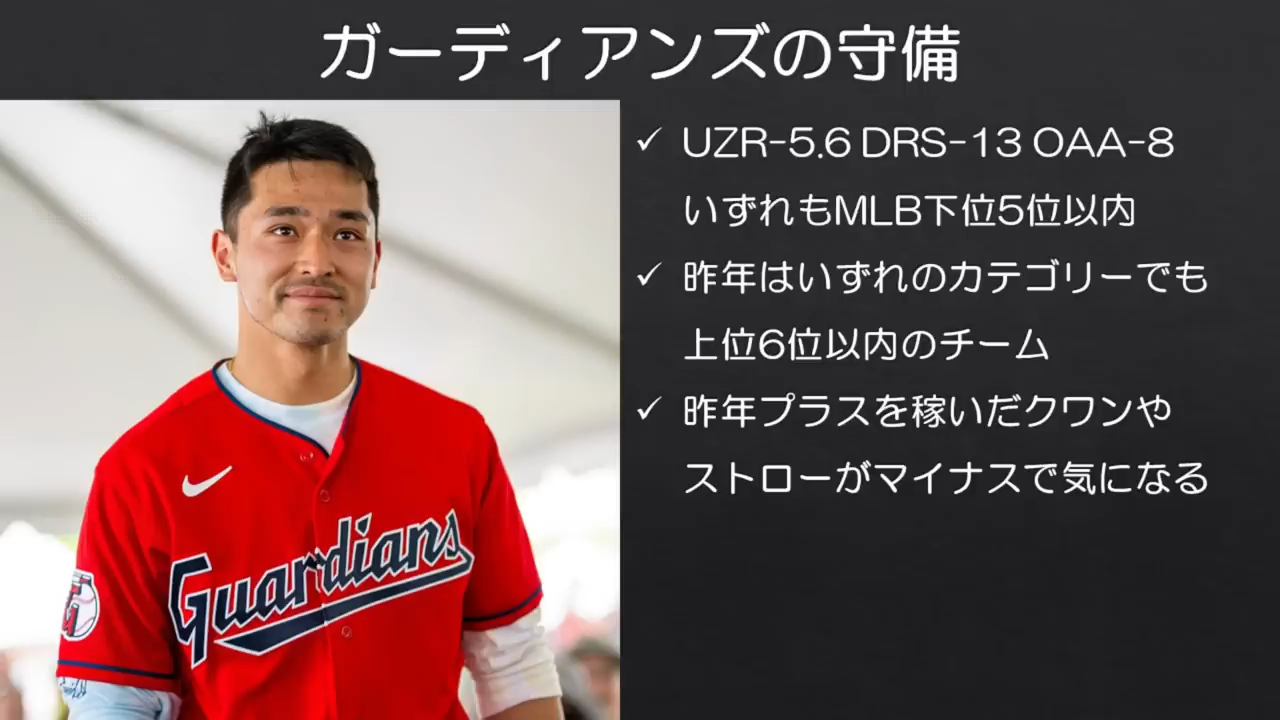 ガーディアンズの守備
✓ UZR-5.6 DRS-13 OAA-8
いずれもMLB下位5位以内
✓ 昨年はいずれのカテゴリーでも
上位6位以内のチーム
✓ 昨年プラスを稼いだクワンや
ストローがマイナスで気になる
Guardians